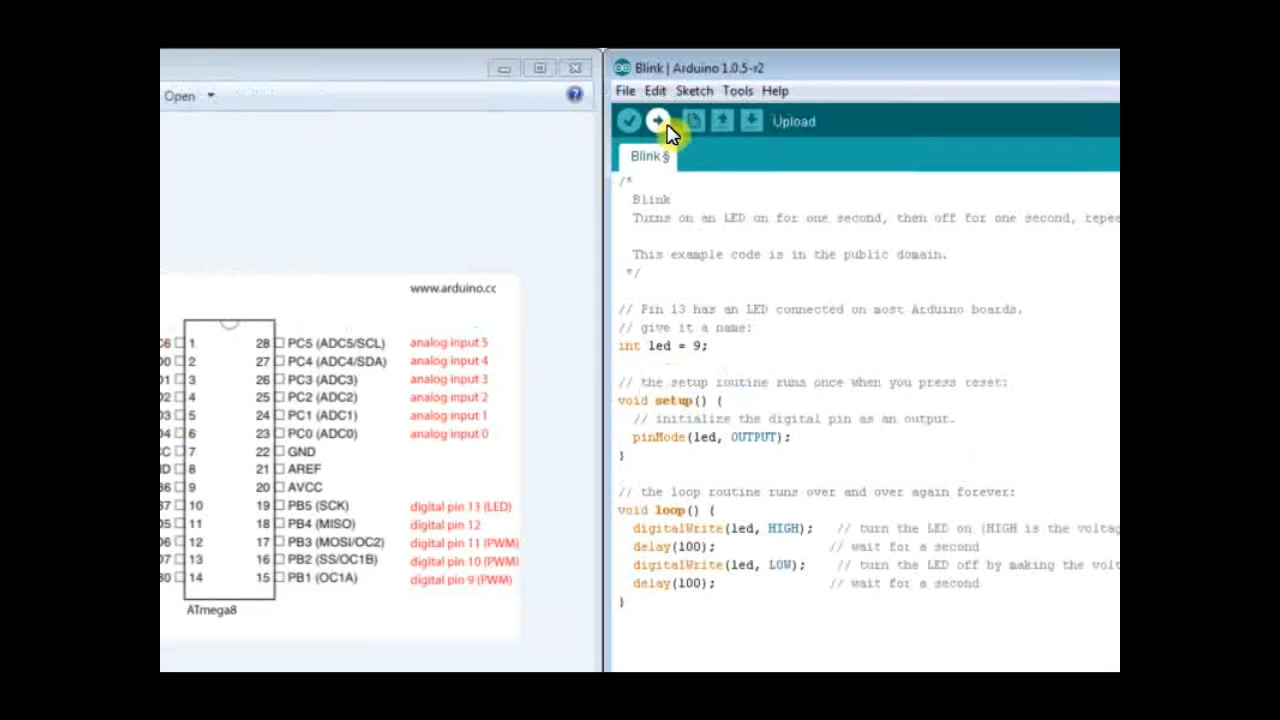 Open
www.arduino.cc
1 28 PC5 (ADC5/SCL) analog input 5
2 27 PC4 (ADC4/SDA) analog input 4
3 26 PC3 (ADC3) analog input 3
4 25 PC2 (ADC2) analog input 2
5 24 PC1 (ADC1) analog input 1
6 23 PC0 (ADC0) analog input 0
7 22 GND
8 21 AREF
9 20 AVCC
10 19 PB5 (SCK) digital pin 13 (LED)
11 18 PB4 (MISO) digital pin 12
12 17 PB3 (MOSI/OC2) digital pin 11 (PWM)
13 16 PB2 (SS/OC1B) digital pin 10 (PWM)
14 15 PB1 (OC1A) digital pin 9 (PWM)
ATmega8
Blink | Arduino 1.0.5-r2
File Edit Sketch Tools Help
Upload
Blink §
/*
Blink
Turns on an LED on for one second, then off for one second, repea
This example code is in the public domain.
*/
// Pin 13 has an LED connected on most Arduino boards.
// give it a name:
int led = 9;
// the setup routine runs once when you press reset:
void setup() {
// initialize the digital pin as an output.
pinMode(led, OUTPUT);
}
// the loop routine runs over and over again forever:
void loop() {
digitalWrite(led, HIGH); // turn the LED on (HIGH is the voltag
delay(100); // wait for a second
digitalWrite(led, LOW); // turn the LED off by making the volt
delay(100); // wait for a second
}